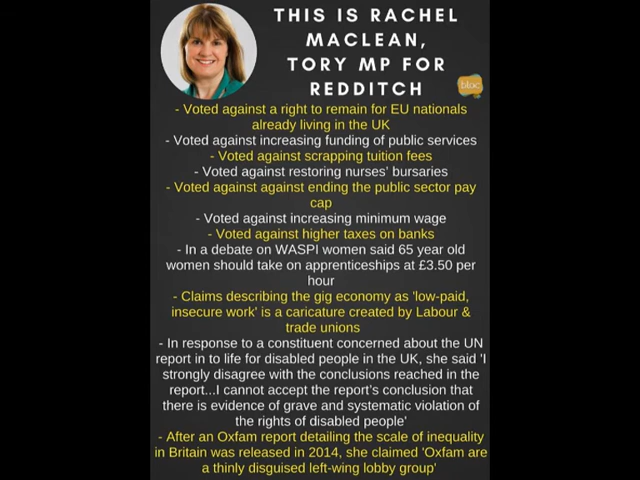 THIS IS RACHEL
MACLEAN,
TORY MP FOR
REDDITCH
bloc
- Voted against a right to remain for EU nationals
already living in the UK
- Voted against increasing funding of public services
- Voted against scrapping tuition fees
- Voted against restoring nurses' bursaries
- Voted against against ending the public sector pay
cap
- Voted against increasing minimum wage
- Voted against higher taxes on banks
- In a debate on WASPI women said 65 year old
women should take on apprenticeships at £3.50 per
hour
- Claims describing the gig economy as 'low-paid,
insecure work' is a caricature created by Labour &
trade unions
- In response to a constituent concerned about the UN
report in to life for disabled people in the UK, she said 'I
strongly disagree with the conclusions reached in the
report...I cannot accept the report's conclusion that
there is evidence of grave and systematic violation of
the rights of disabled people'
- After an Oxfam report detailing the scale of inequality
in Britain was released in 2014, she claimed 'Oxfam are
a thinly disguised left-wing lobby group'